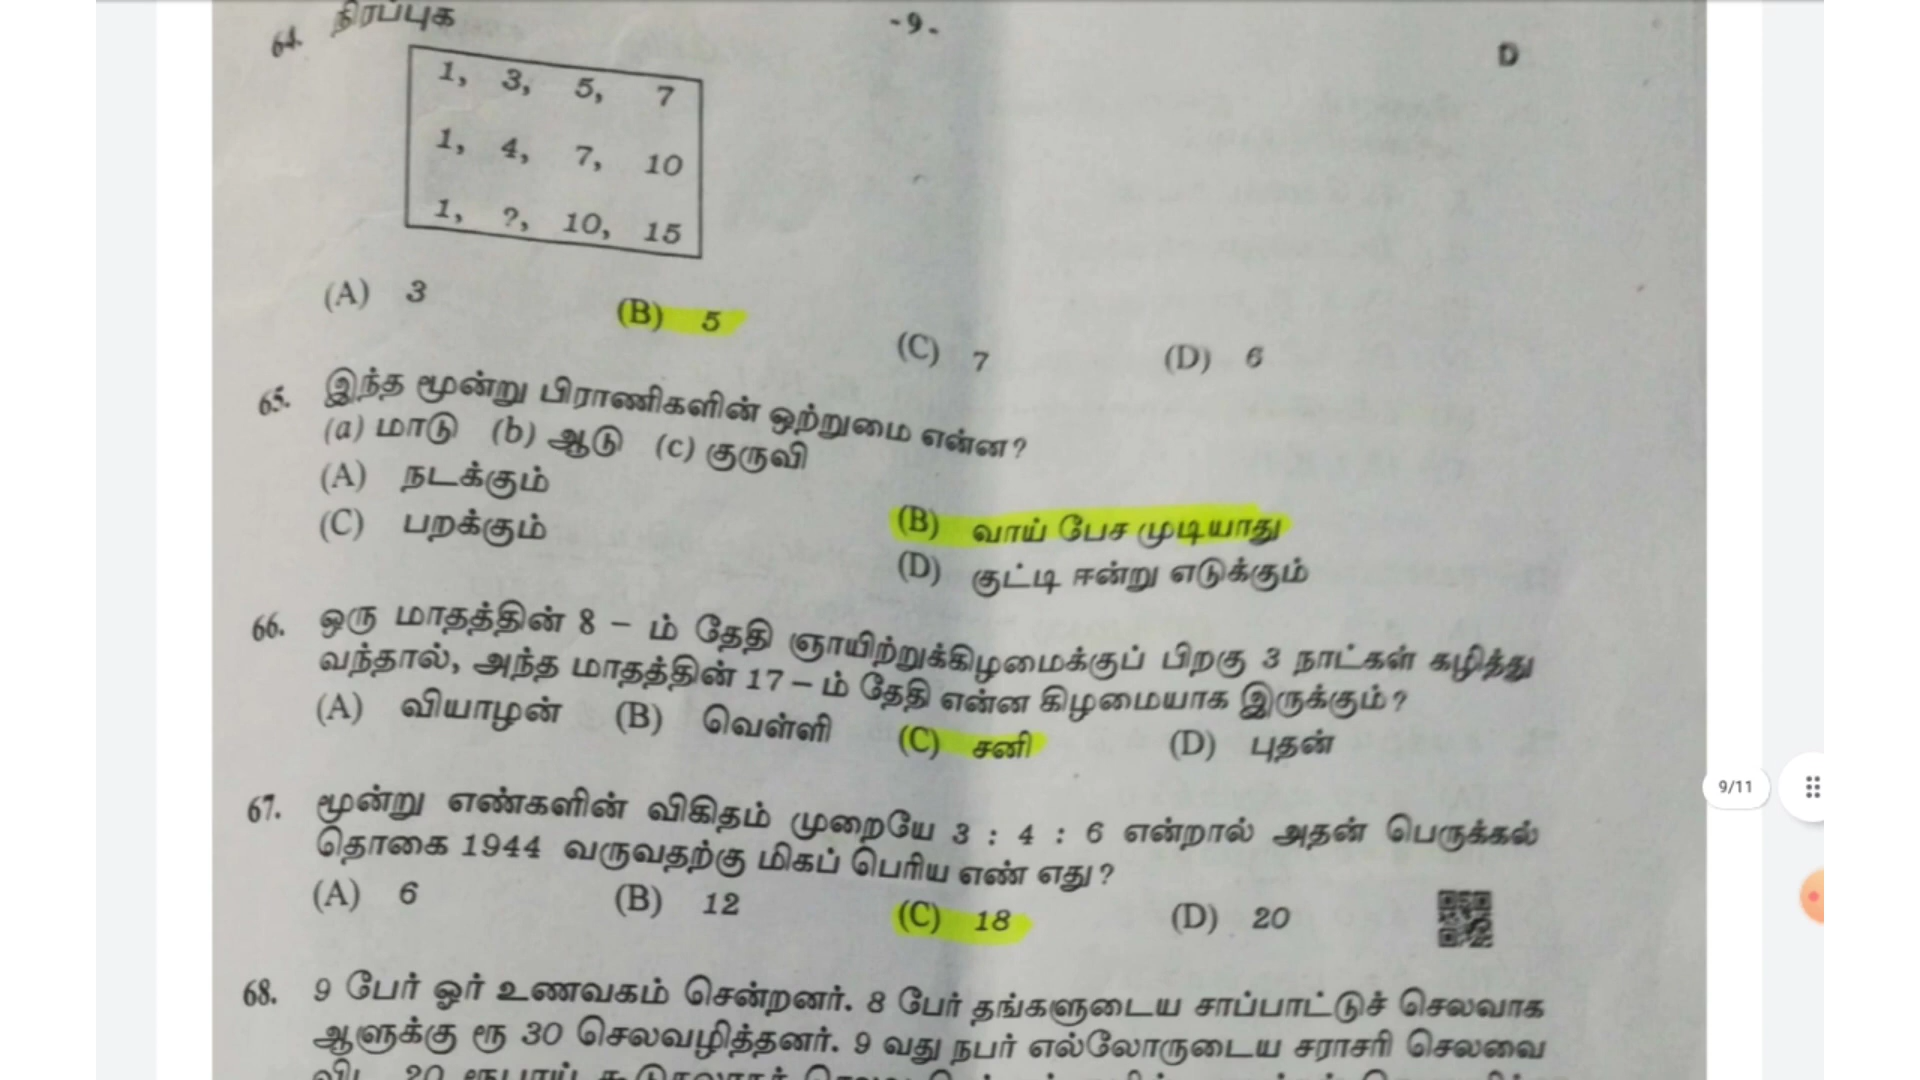 64. நிரப்புக
- 9 -
D
1, 3, 5, 7
1, 4, 7, 10
1, ?, 10, 15
(A) 3 (B) 5 (C) 7 (D) 6
65. இந்த மூன்று பிராணிகளின் ஒற்றுமை என்ன?
(a) மாடு (b) ஆடு (c) குருவி
(A) நடக்கும் (B) வாய் பேச முடியாது
(C) பறக்கும் (D) குட்டி ஈன்று எடுக்கும்
66. ஒரு மாதத்தின் 8 – ம் தேதி ஞாயிற்றுக்கிழமைக்குப் பிறகு 3 நாட்கள் கழித்து
வந்தால், அந்த மாதத்தின் 17 – ம் தேதி என்ன கிழமையாக இருக்கும்?
(A) வியாழன் (B) வெள்ளி (C) சனி (D) புதன்
67. மூன்று எண்களின் விகிதம் முறையே 3 : 4 : 6 என்றால் அதன் பெருக்கல்
தொகை 1944 வருவதற்கு மிகப் பெரிய எண் எது?
(A) 6 (B) 12 (C) 18 (D) 20
9/11
68. 9 பேர் ஓர் உணவகம் சென்றனர். 8 பேர் தங்களுடைய சாப்பாட்டுச் செலவாக
ஆளுக்கு ரூ 30 செலவழித்தனர். 9 வது நபர் எல்லோருடைய சராசரி செலவை
விட 20 ரூபாய்